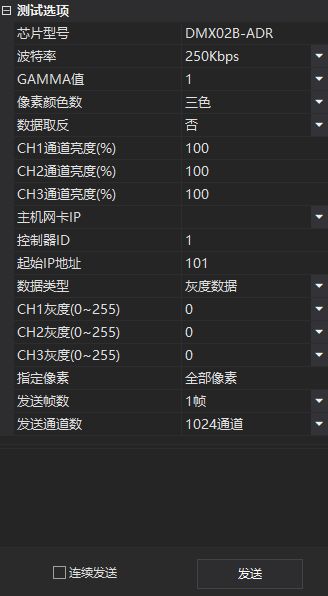 测试选项
芯片型号 DMX02B-ADR
波特率 250Kbps
GAMMA值 1
像素颜色数 三色
数据取反 否
CH1通道亮度(%) 100
CH2通道亮度(%) 100
CH3通道亮度(%) 100
主机网卡IP
控制器ID 1
起始IP地址 101
数据类型 灰度数据
CH1灰度(0~255) 0
CH2灰度(0~255) 0
CH3灰度(0~255) 0
指定像素 全部像素
发送帧数 1帧
发送通道数 1024通道
连续发送 发送